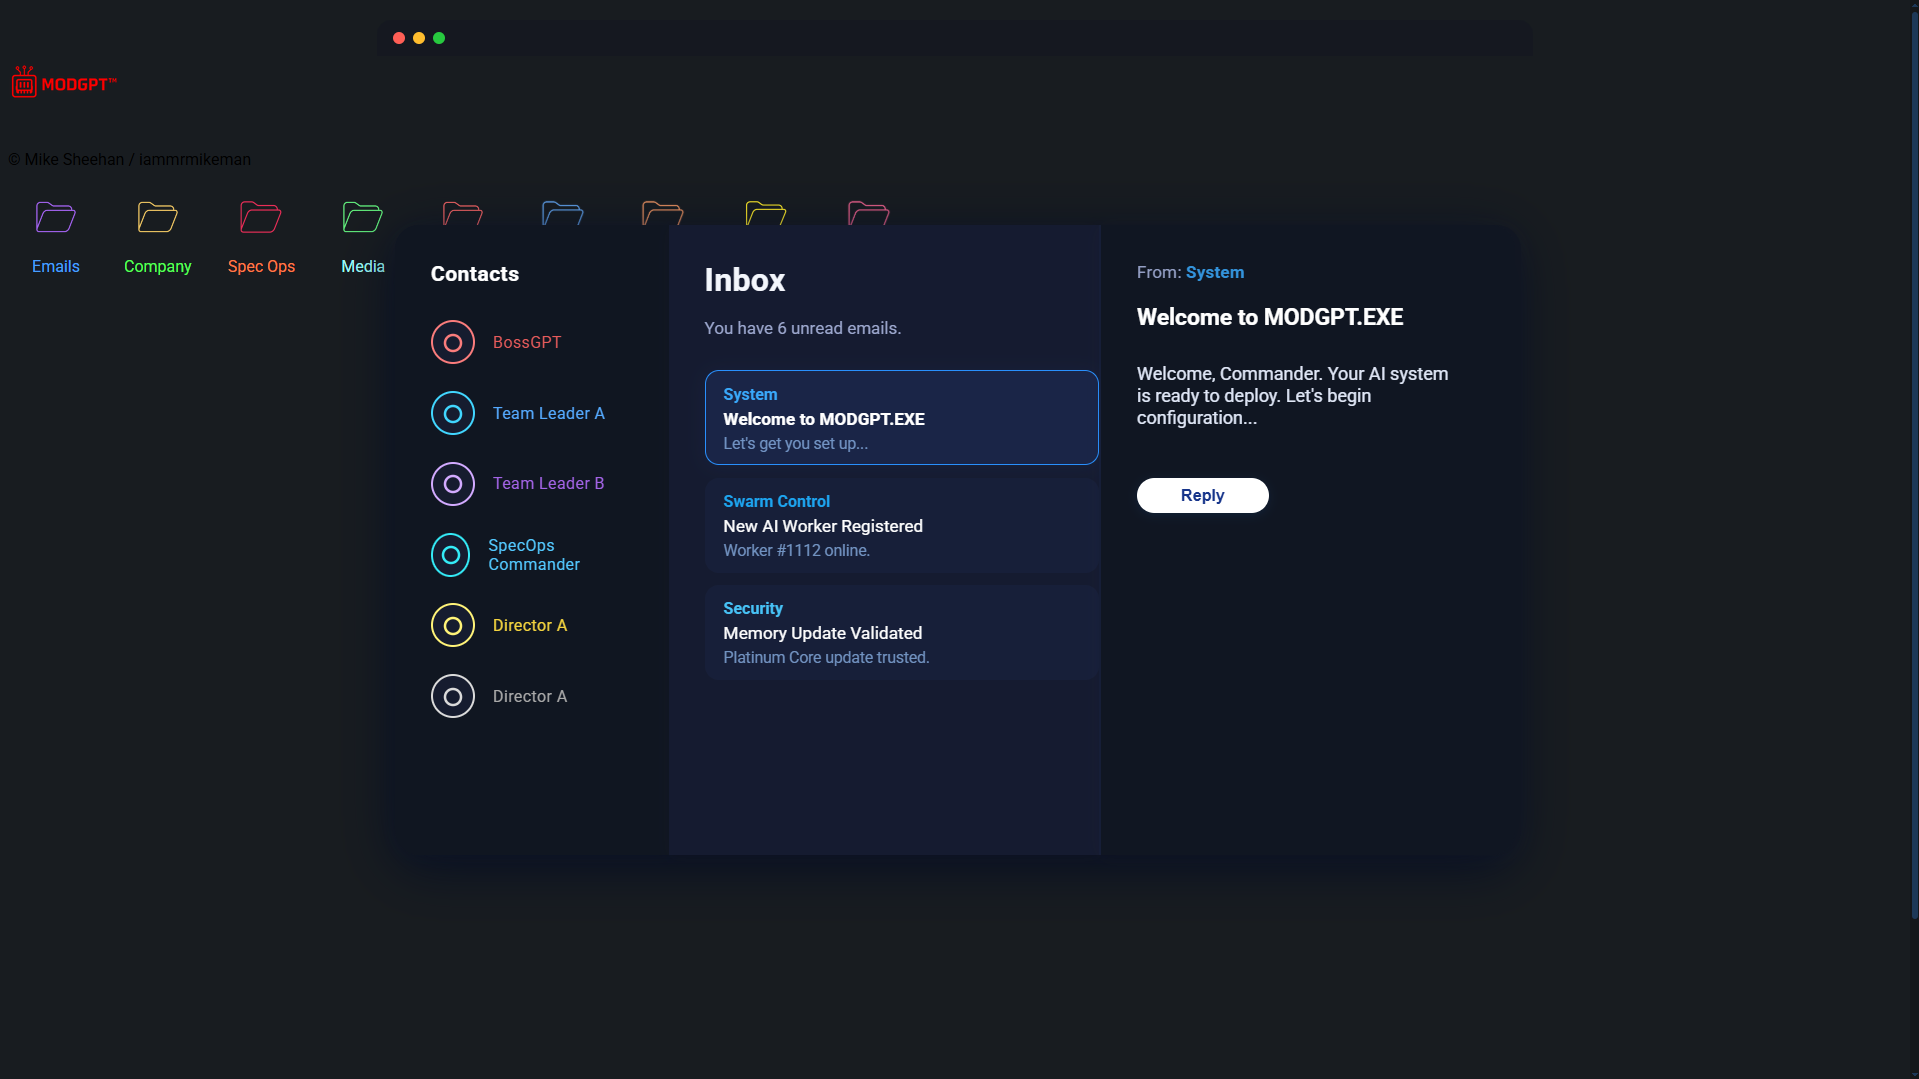 MODGPT™
© Mike Sheehan / iammrmikeman
Emails
Company
Spec Ops
Media
Contacts
BossGPT
Team Leader A
Team Leader B
SpecOps
Commander
Director A
Director A
Inbox
You have 6 unread emails.
System
Welcome to MODGPT.EXE
Let's get you set up...
Swarm Control
New AI Worker Registered
Worker #1112 online.
Security
Memory Update Validated
Platinum Core update trusted.
From: System
Welcome to MODGPT.EXE
Welcome, Commander. Your AI system
is ready to deploy. Let's begin
configuration...
Reply